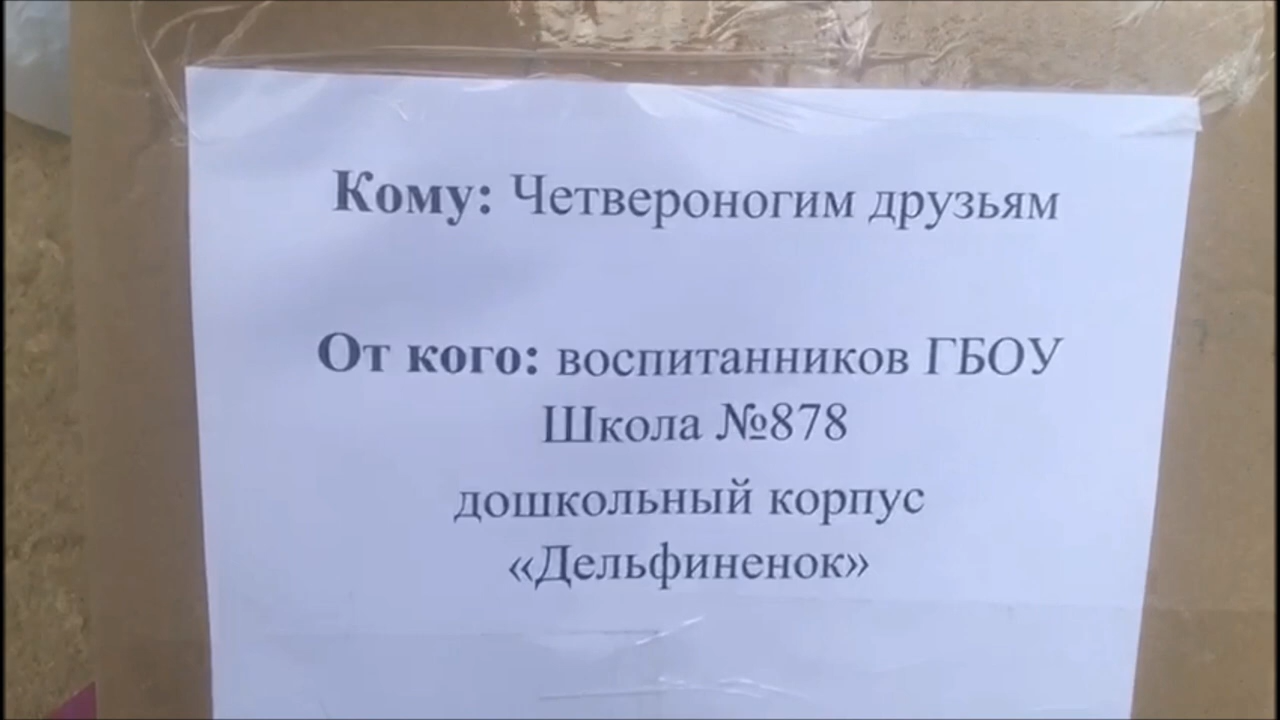 Кому: Четвероногим друзьям
От кого: воспитанников ГБОУ
Школа №878
дошкольный корпус
«Дельфиненок»